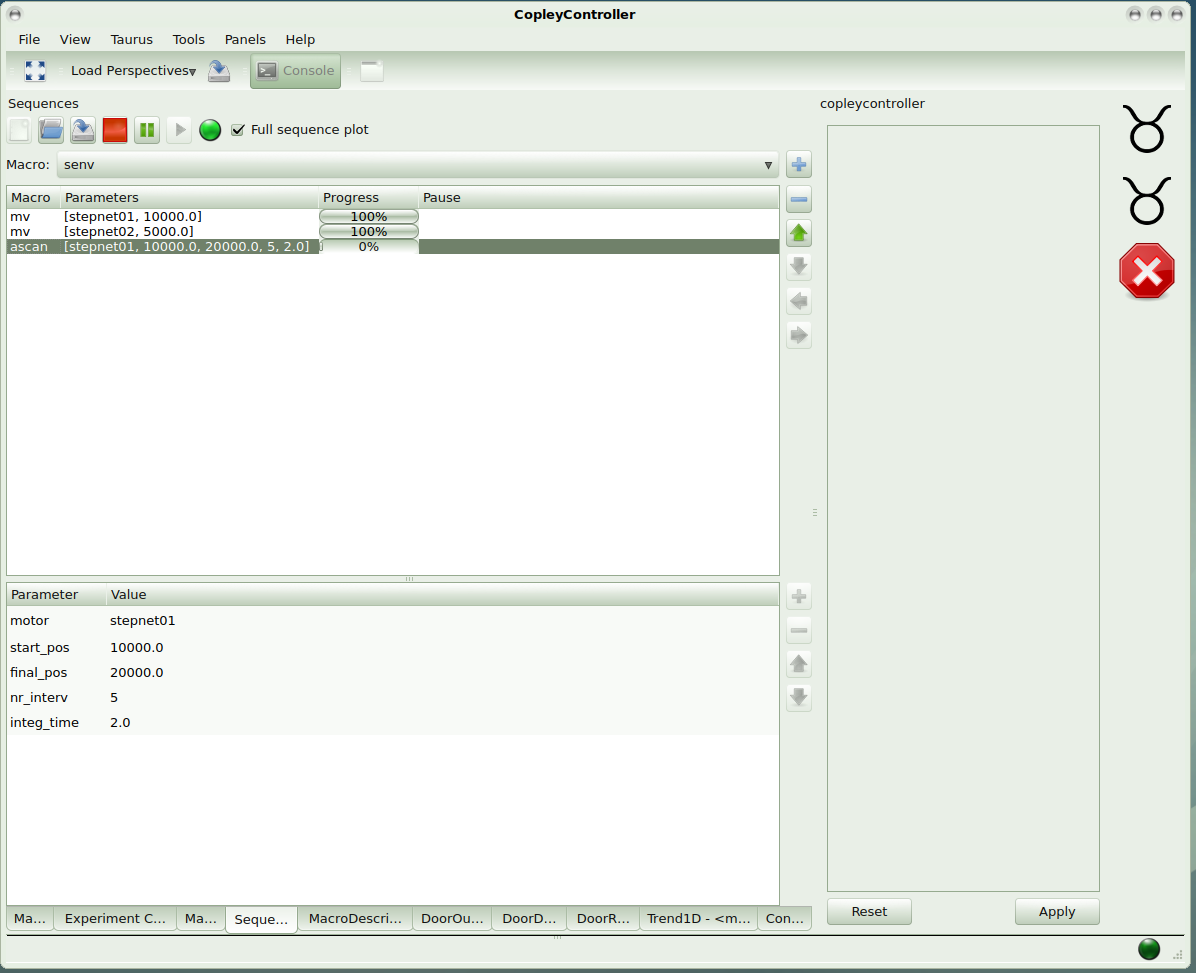 CopleyController
File View Taurus Tools Panels Help
Load Perspectives Console
Sequences
Full sequence plot
Macro: senv
Macro Parameters Progress Pause
mv [stepnet01, 10000.0] 100%
mv [stepnet02, 5000.0] 100%
ascan [stepnet01, 10000.0, 20000.0, 5, 2.0] 0%
Parameter Value
motor stepnet01
start_pos 10000.0
final_pos 20000.0
nr_interv 5
integ_time 2.0
Ma... Experiment C... Ma... Seque... MacroDescri... DoorOu... DoorD... DoorR... Trend1D - <m... Con...
copleycontroller
Reset Apply